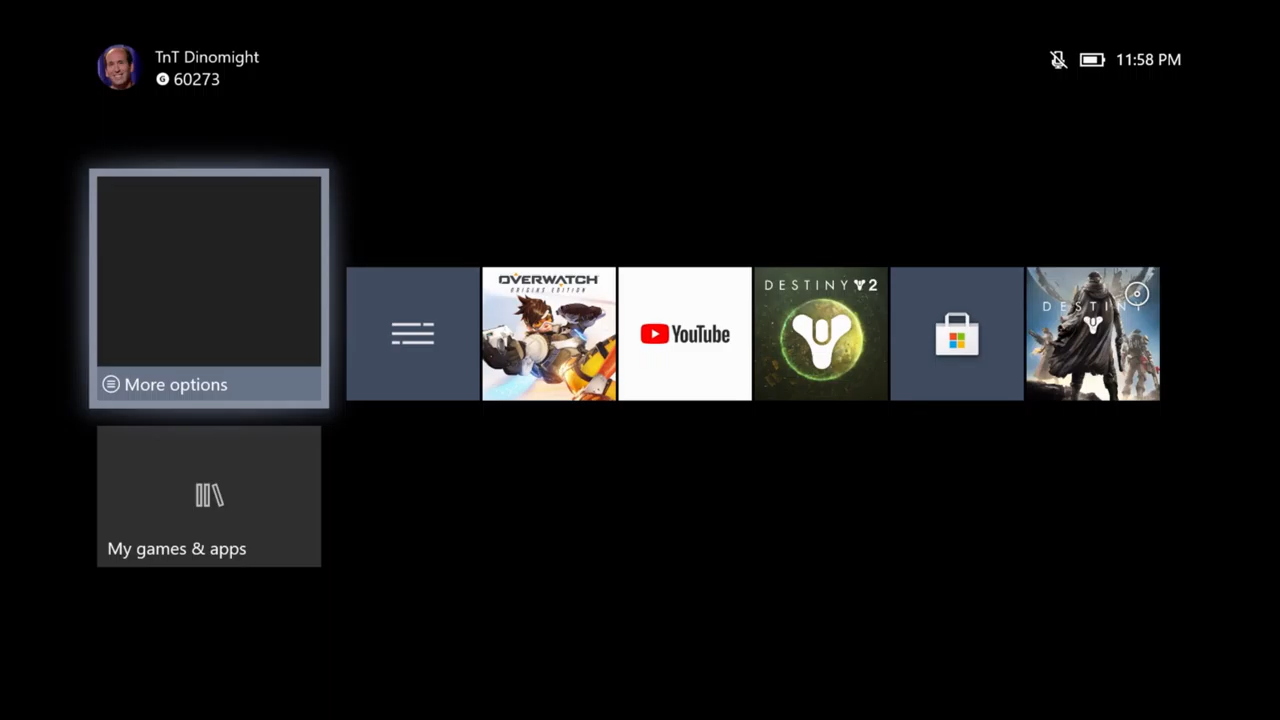 TnT Dinomight
G 60273
11:58 PM
More options
OVERWATCH
ORIGINS EDITION
YouTube
DESTINY 2
DESTINY
My games & apps